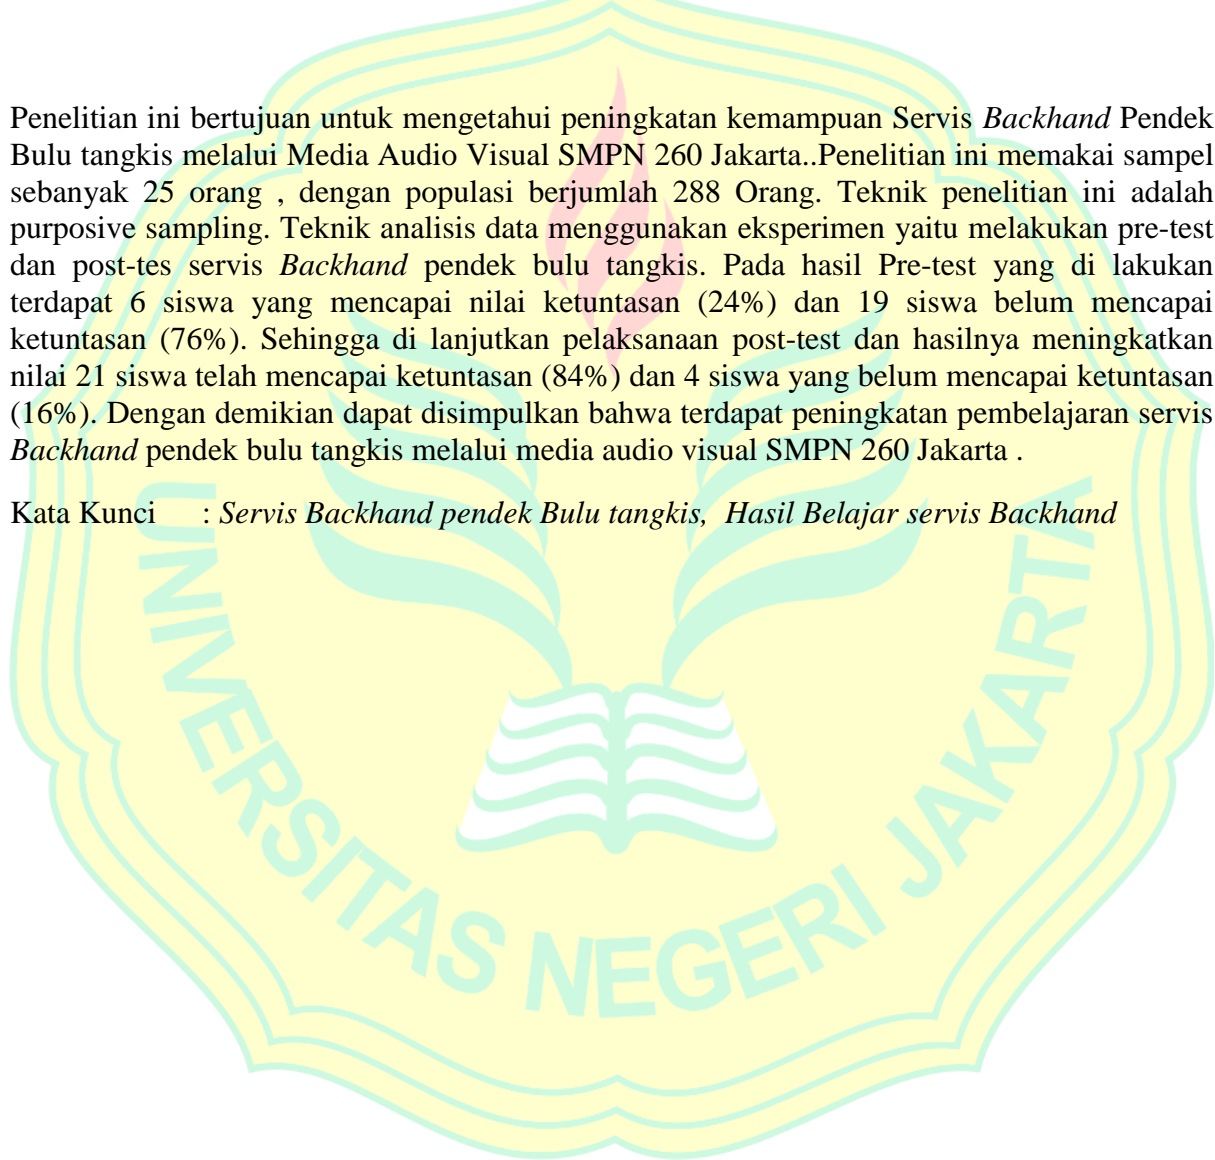 Penelitian ini bertujuan untuk mengetahui peningkatan kemampuan Servis Backhand Pendek
Bulu tangkis melalui Media Audio Visual SMPN 260 Jakarta..Penelitian ini memakai sampel
sebanyak 25 orang , dengan populasi berjumlah 288 Orang. Teknik penelitian ini adalah
purposive sampling. Teknik analisis data menggunakan eksperimen yaitu melakukan pre-test
dan post-tes servis Backhand pendek bulu tangkis. Pada hasil Pre-test yang di lakukan
terdapat 6 siswa yang mencapai nilai ketuntasan (24%) dan 19 siswa belum mencapai
ketuntasan (76%). Sehingga di lanjutkan pelaksanaan post-test dan hasilnya meningkatkan
nilai 21 siswa telah mencapai ketuntasan (84%) dan 4 siswa yang belum mencapai ketuntasan
(16%). Dengan demikian dapat disimpulkan bahwa terdapat peningkatan pembelajaran servis
Backhand pendek bulu tangkis melalui media audio visual SMPN 260 Jakarta .
Kata Kunci : Servis Backhand pendek Bulu tangkis, Hasil Belajar servis Backhand
UNIVERSITAS NEGERI JAKARTA